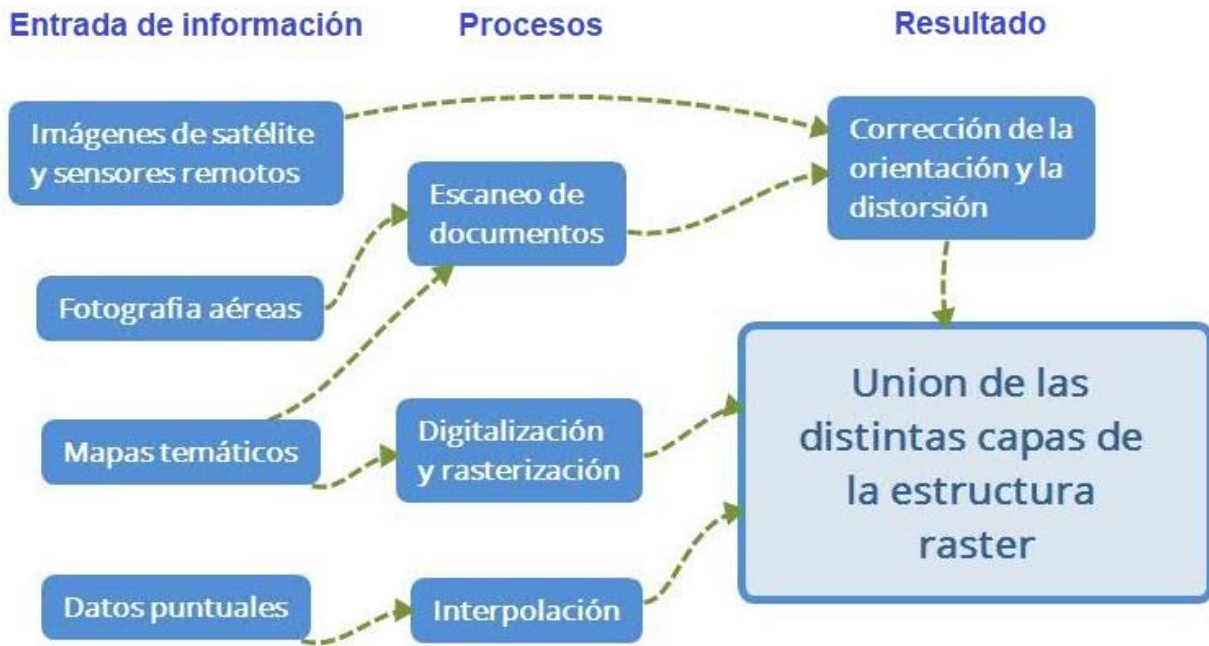 Entrada de información
Procesos
Resultado
Imágenes de satélite
y sensores remotos
Escaneo de
documentos
Corrección de la
orientación y la
distorsión
Fotografia aéreas
Mapas temáticos
Digitalización
y rasterización
Union de las
distintas capas de
la estructura
raster
Datos puntuales
Interpolación